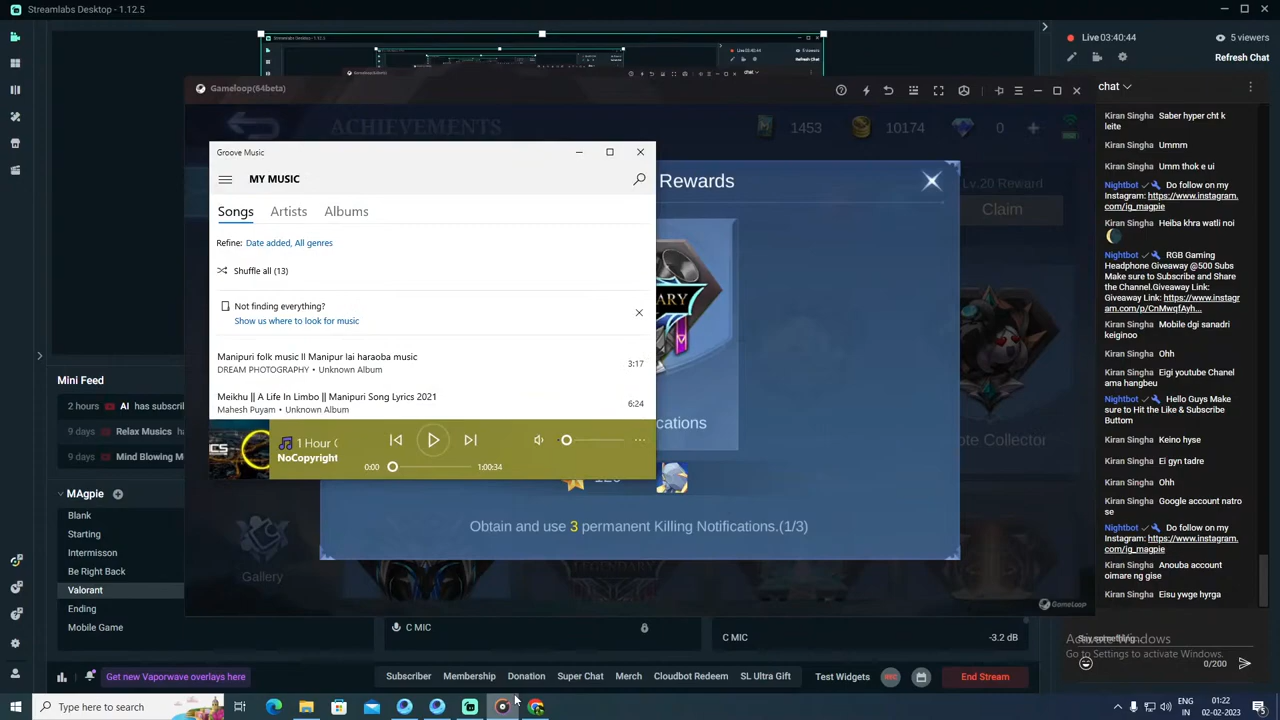 Streamlabs Desktop - 1.12.5
Live 03:40:44
5 viewers
Refresh Chat
Gameloop(64beta)
chat
ACHIEVEMENTS
1453
10174
0
Groove Music
MY MUSIC
Songs
Artists
Albums
Refine: Date added, All genres
Shuffle all (13)
Not finding everything?
Show us where to look for music
Manipuri folk music ll Manipur lai haraoba music
DREAM PHOTOGRAPHY • Unknown Album
3:17
Meikhu || A Life In Limbo || Manipuri Song Lyrics 2021
Mahesh Puyam • Unknown Album
6:24
1 Hour
NoCopyright
0:00
1:00:34
Rewards
Lv.20 Reward
Claim
Obtain and use 3 permanent Killing Notifications.(1/3)
Gallery
GameLoop
Saber hyper cht k
leite
Kiran Singha Ummm
Kiran Singha Umm thok e ui
Nightbot Do follow my
Instagram: https://www.instagram.
com/ig_magpie
Kiran Singha Heiba khra watli noi
Nightbot RGB Gaming
Headphone Giveaway @500 Subs
Make sure to Subscribe and Share
the Channel.Giveaway Link:
Giveaway Link: https://www.instagr
am.com/p/CnMwqfAyh...
Kiran Singha Mobile dgi sanadri
keiginoo
Kiran Singha Ohh
Kiran Singha Eigi youtube Chanel
ama hangbeu
Nightbot Hello Guys Make
Sure to Hit the Like & Subscribe
Buttom
Kiran Singha Keino hyse
Kiran Singha Ei gyn tadre
Kiran Singha Ohh
Kiran Singha Google account natro
se
Nightbot Do follow my
Instagram: https://www.instagram.
com/ig_magpie
Kiran Singha Anouba account
oimare ng gise
Kiran Singha Eisu ywge hyrga
Say something...
0/200
Activate Windows
Go to Settings to activate Windows.
Mini Feed
2 hours AI has subscri
9 days Relax Musics
9 days Mind Blowing M
MAgpie
Blank
Starting
Intermisson
Be Right Back
Valorant
Ending
Mobile Game
C MIC
C MIC
-3.2 dB
Get new Vaporwave overlays here
Subscriber
Membership
Donation
Super Chat
Merch
Cloudbot Redeem
SL Ultra Gift
Test Widgets
REC
End Stream
Type here to search
ENG
01:22
02-02-2023
5